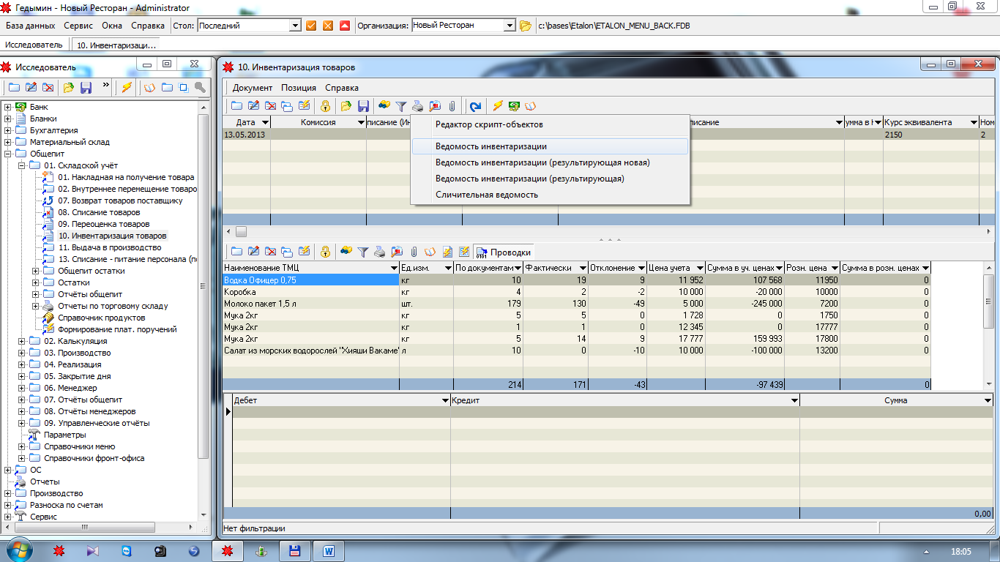 Гедымин - Новый Ресторан - Administrator
База данных Сервис Окна Справка Стол: Последний Организация: Новый Ресторан c:\bases\Etalon\ETALON_MENU_BACK.FDB
Исследователь 10. Инвентаризаци...
Исследователь
»
Банк
Бланки
Бухгалтерия
Материальный склад
Общепит
01. Складской учёт
01. Накладная на получение товара
02. Внутреннее перемещение товаро
07. Возврат товаров поставщику
08. Списание товаров
09. Переоценка товаров
10. Инвентаризация товаров
11. Выдача в производство
13. Списание - питание персонала (п
Общепит остатки
Остатки
Отчёты общепит
Отчеты по торговому складу
Справочник продуктов
Формирование плат. поручений
02. Калькуляция
03. Производство
04. Реализация
05. Закрытие дня
06. Менеджер
07. Отчёты общепит
08. Отчёты менеджеров
09. Управленческие отчёты
Параметры
Справочники меню
Справочники фронт-офиса
ОС
Отчеты
Производство
Разноска по счетам
Сервис
10. Инвентаризация товаров
Документ Позиция Справка
Дата Комиссия писание (Ин писание умма в Н Курс эквивалента Ном
13.05.2013 2150 2
Редактор скрипт-объектов
Ведомость инвентаризации
Ведомость инвентаризации (результирующая новая)
Ведомость инвентаризации (результирующая)
Сличительная ведомость
Проводки
Наименование ТМЦ Ед.изм. По документам Фактически Отклонение Цена учета Сумма в уч. ценах Розн. цена Сумма в розн. ценах
Водка Офицер 0,75 кг 10 19 9 11 952 107 568 11950 0
Коробка кг 4 2 -2 10 000 -20 000 10000 0
Молоко пакет 1,5 л шт. 179 130 -49 5 000 -245 000 7200 0
Мука 2кг кг 5 5 0 1 728 0 1750 0
Мука 2кг кг 1 1 0 12 345 0 17777 0
Мука 2кг кг 5 14 9 17 777 159 993 17800 0
Салат из морских водорослей "Хияши Вакаме" л 10 0 -10 10 000 -100 000 13200 0
214 171 -43 -97 439 0
Дебет Кредит Сумма
0,00
Нет фильтрации
18:05